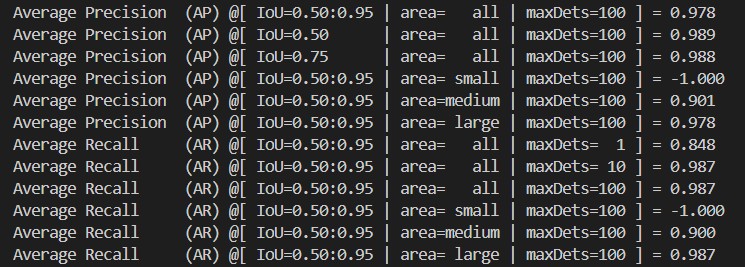 Average Precision  (AP) @[ IoU=0.50:0.95 | area=   all | maxDets=100 ] = 0.978
Average Precision  (AP) @[ IoU=0.50      | area=   all | maxDets=100 ] = 0.989
Average Precision  (AP) @[ IoU=0.75      | area=   all | maxDets=100 ] = 0.988
Average Precision  (AP) @[ IoU=0.50:0.95 | area= small | maxDets=100 ] = -1.000
Average Precision  (AP) @[ IoU=0.50:0.95 | area=medium | maxDets=100 ] = 0.901
Average Precision  (AP) @[ IoU=0.50:0.95 | area= large | maxDets=100 ] = 0.978
Average Recall     (AR) @[ IoU=0.50:0.95 | area=   all | maxDets=  1 ] = 0.848
Average Recall     (AR) @[ IoU=0.50:0.95 | area=   all | maxDets= 10 ] = 0.987
Average Recall     (AR) @[ IoU=0.50:0.95 | area=   all | maxDets=100 ] = 0.987
Average Recall     (AR) @[ IoU=0.50:0.95 | area= small | maxDets=100 ] = -1.000
Average Recall     (AR) @[ IoU=0.50:0.95 | area=medium | maxDets=100 ] = 0.900
Average Recall     (AR) @[ IoU=0.50:0.95 | area= large | maxDets=100 ] = 0.987